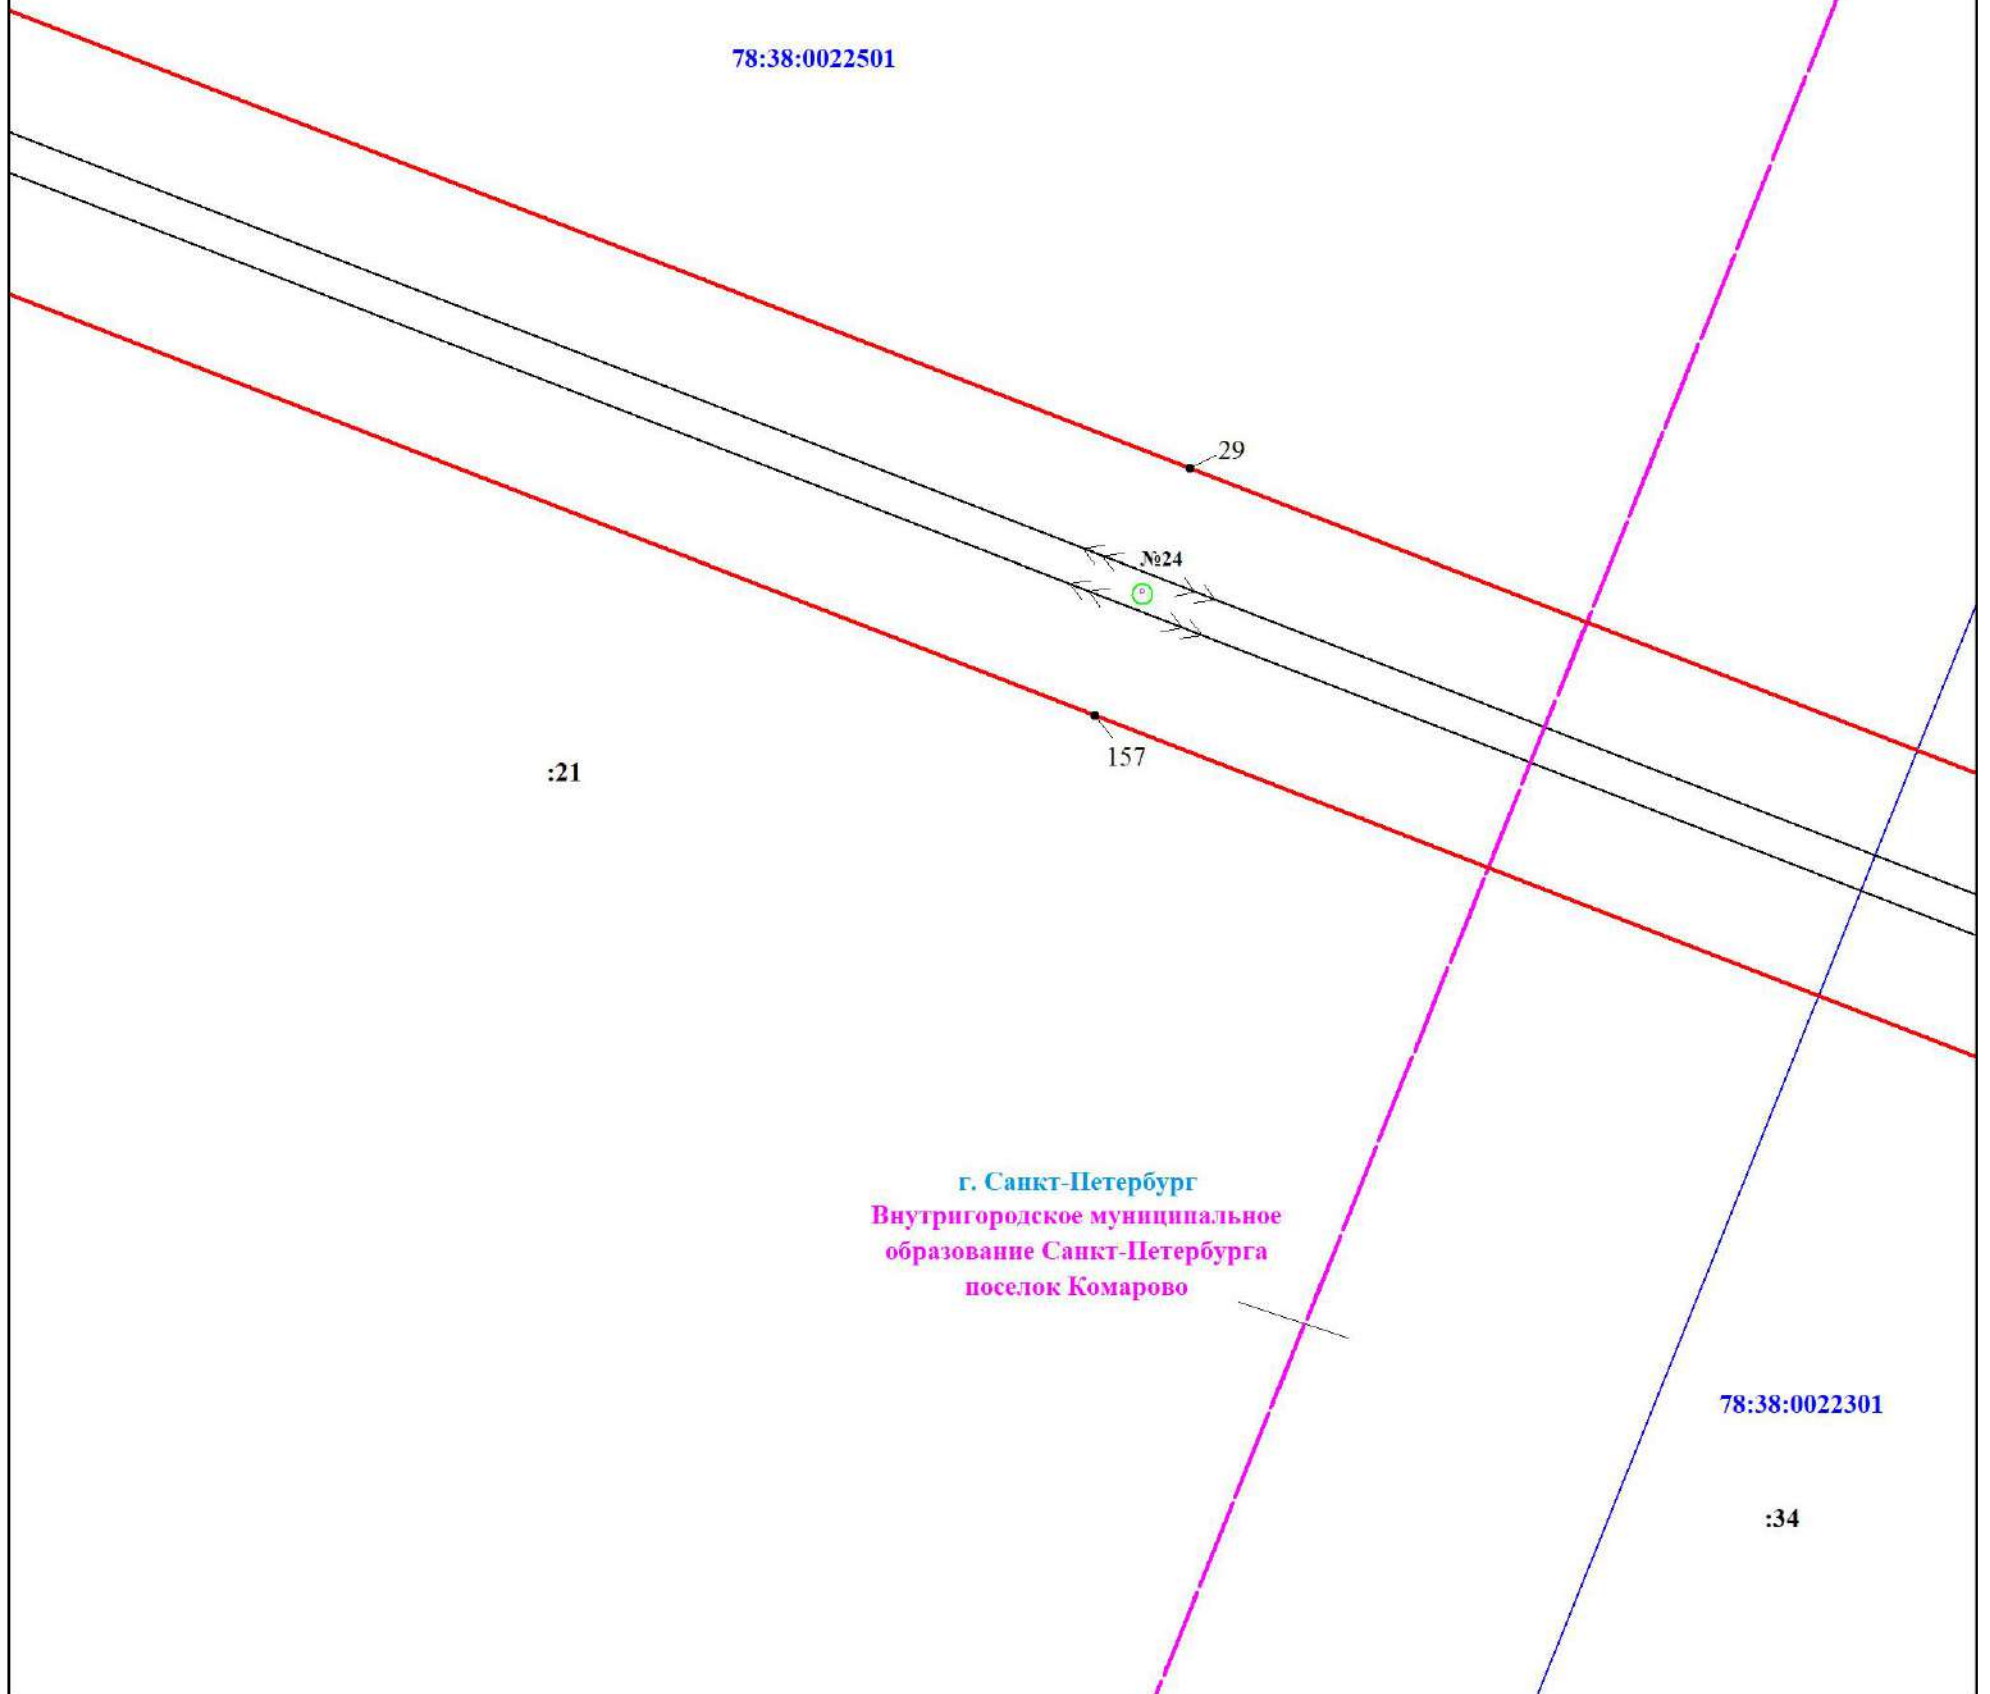 78:38:0022501
29
№24
157
:21
г. Санкт-Петербург
Внутригородское муниципальное
образование Санкт-Петербурга
поселок Комарово
78:38:0022301
:34